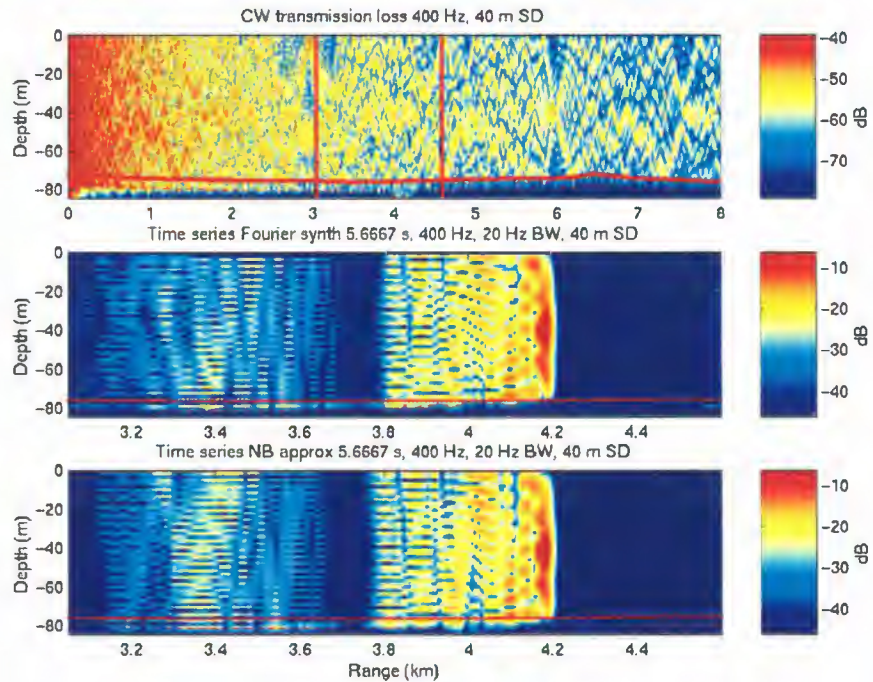 CW transmission loss 400 Hz, 40 m SD
Depth (m)
0
-20
-40
-60
-80
0 1 2 3 4 5 6 7 8
-40
-50
-60
-70
dB
Time series Fourier synth 5.6667 s, 400 Hz, 20 Hz BW, 40 m SD
Depth (m)
0
-20
-40
-60
-80
3.2 3.4 3.6 3.8 4 4.2 4.4
-10
-20
-30
-40
dB
Time series NB approx 5.6667 s, 400 Hz, 20 Hz BW, 40 m SD
Depth (m)
0
-20
-40
-60
-80
3.2 3.4 3.6 3.8 4 4.2 4.4
Range (km)
-10
-20
-30
-40
dB